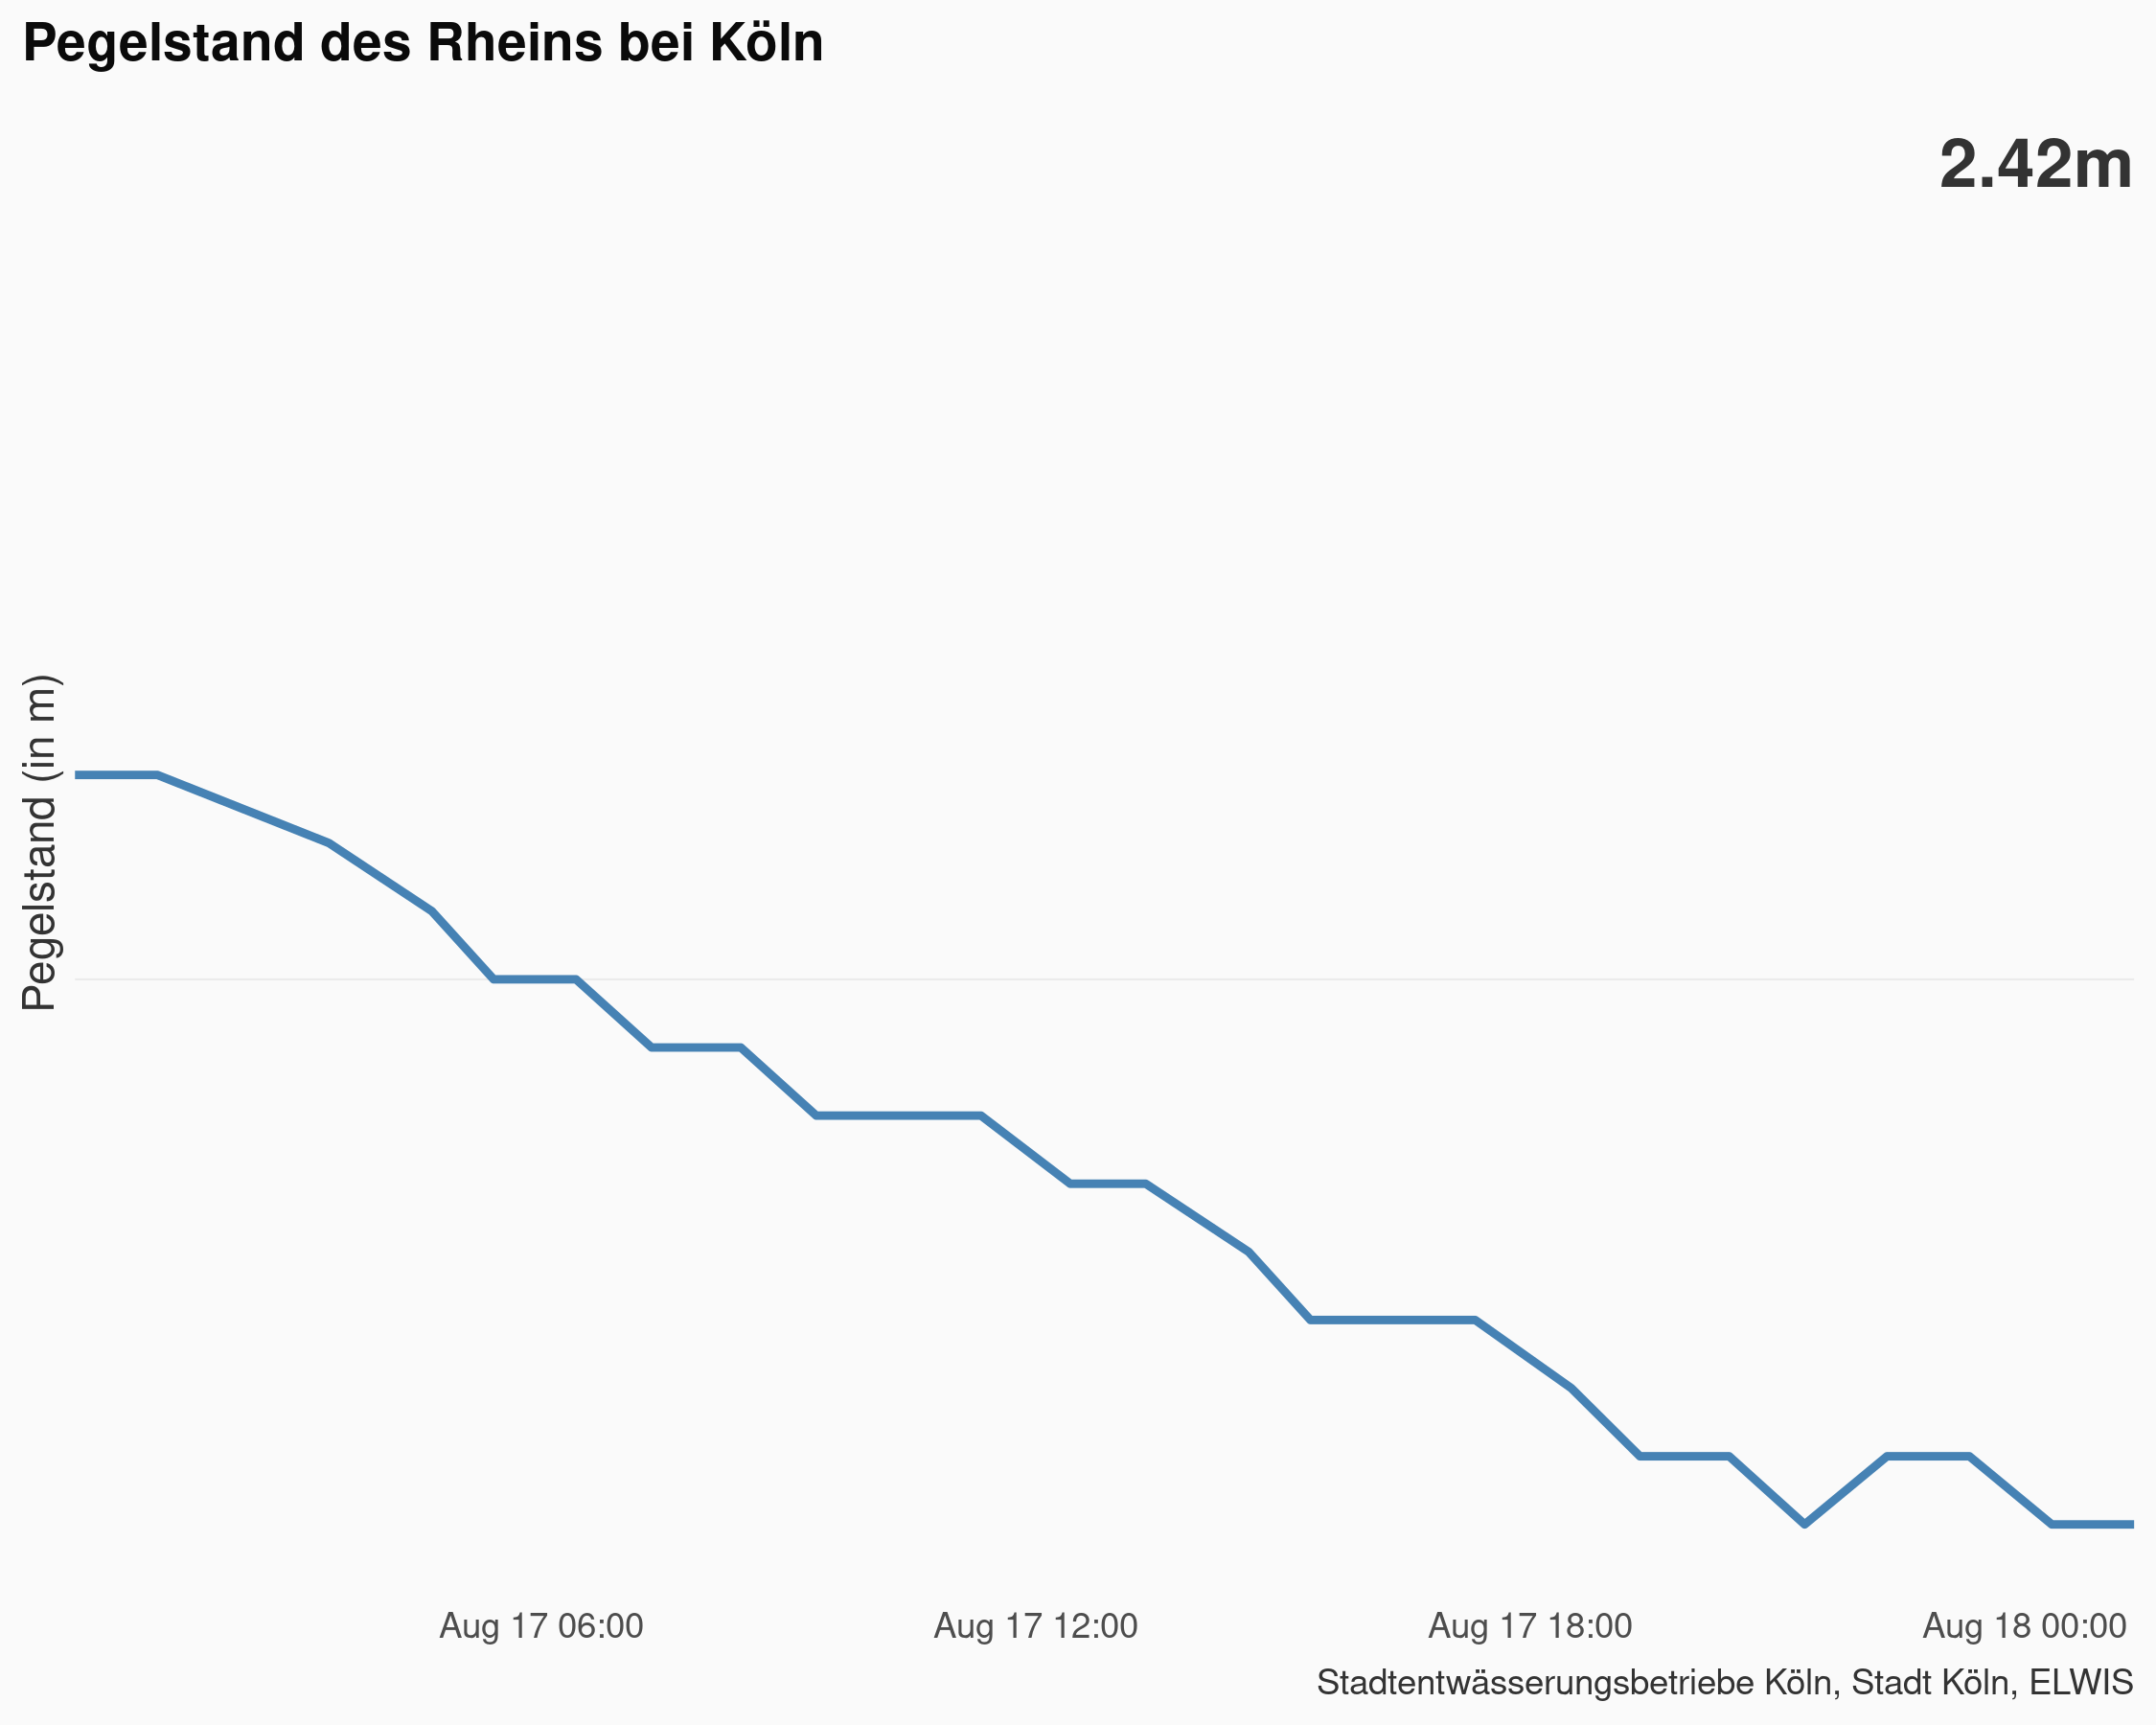 Pegelstand des Rheins bei Köln
2.42m
Pegelstand (in m)
Aug 17 06:00 Aug 17 12:00 Aug 17 18:00 Aug 18 00:00
Stadtentwässerungsbetriebe Köln, Stadt Köln, ELWIS